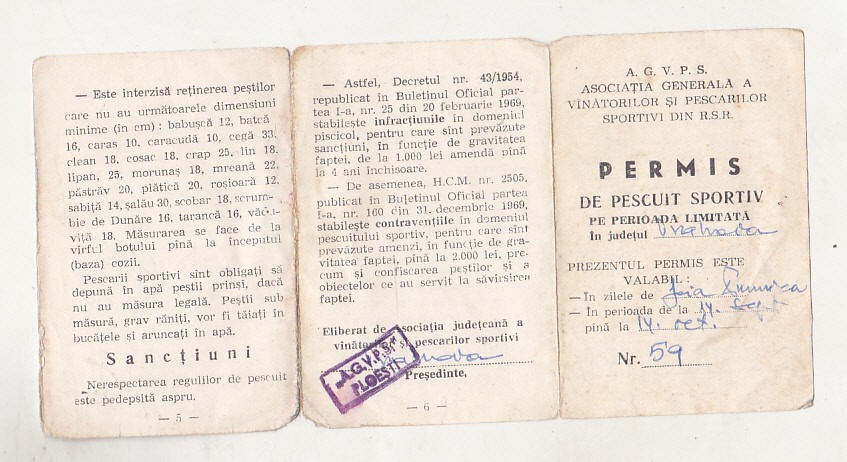 — Este interzisă reținerea peștilor
care nu au următoarele dimensiuni
minime (în cm) : babușcă 12, batcă
16, caras 10, caracudă 10, cegă 33,
clean 18, cosac 18, crap 25, lin 18,
lipan, 25, morunaș 18, mreană 22,
păstrăv 20, plătică 20, roșioară 12,
sabiță 14, șalău 30, scobar 18, scrum-
bie de Dunăre 16, tarancă 16, vădu-
viță 18. Măsurarea se face de la
vîrful botului pînă la începutul
(baza) cozii.
Pescarii sportivi sînt obligați să
depună în apă peștii prinși, dacă
nu au măsura legală. Peștii sub
măsură, grav răniți, vor fi tăiați în
bucățele și aruncați în apă.
Sancțiuni
Nerespectarea regulilor de pescuit
este pedepsită aspru.
— 5 —
— Astfel, Decretul nr. 43/1954,
republicat în Buletinul Oficial par-
tea I-a, nr. 25 din 20 februarie 1969,
stabilește infracțiunile în domeniul
piscicol, pentru care sînt prevăzute
sancțiuni, în funcție de gravitatea
faptei, de la 1.000 lei amendă pînă
la 4 ani închisoare.
— De asemenea, H.C.M. nr. 2505,
publicat în Buletinul Oficial partea
I-a, nr. 160 din 31. decembrie 1969,
stabilește contravențiile în domeniul
pescuitului sportiv, pentru care sînt
prevăzute amenzi, în funcție de gra-
vitatea faptei, pînă la 2.000 lei, pre-
cum și confiscarea peștilor și a
obiectelor ce au servit la săvîrșirea
faptei.
Eliberat de Asociația județeană a
vînătorilor și pescarilor sportivi
Prahova
"A.G.V.P.S."
PLOEȘTI
Președinte,
— 6 —
A. G. V. P. S.
ASOCIAȚIA GENERALĂ A
VÎNĂTORILOR ȘI PESCARILOR
SPORTIVI DIN R.S.R.
PERMIS
DE PESCUIT SPORTIV
PE PERIOADA LIMITATĂ
În județul Prahova
PREZENTUL PERMIS ESTE
VALABIL :
— În zilele de joia Duminica
— În perioada de la 14. sept
pînă la 14. oct.
Nr. 59